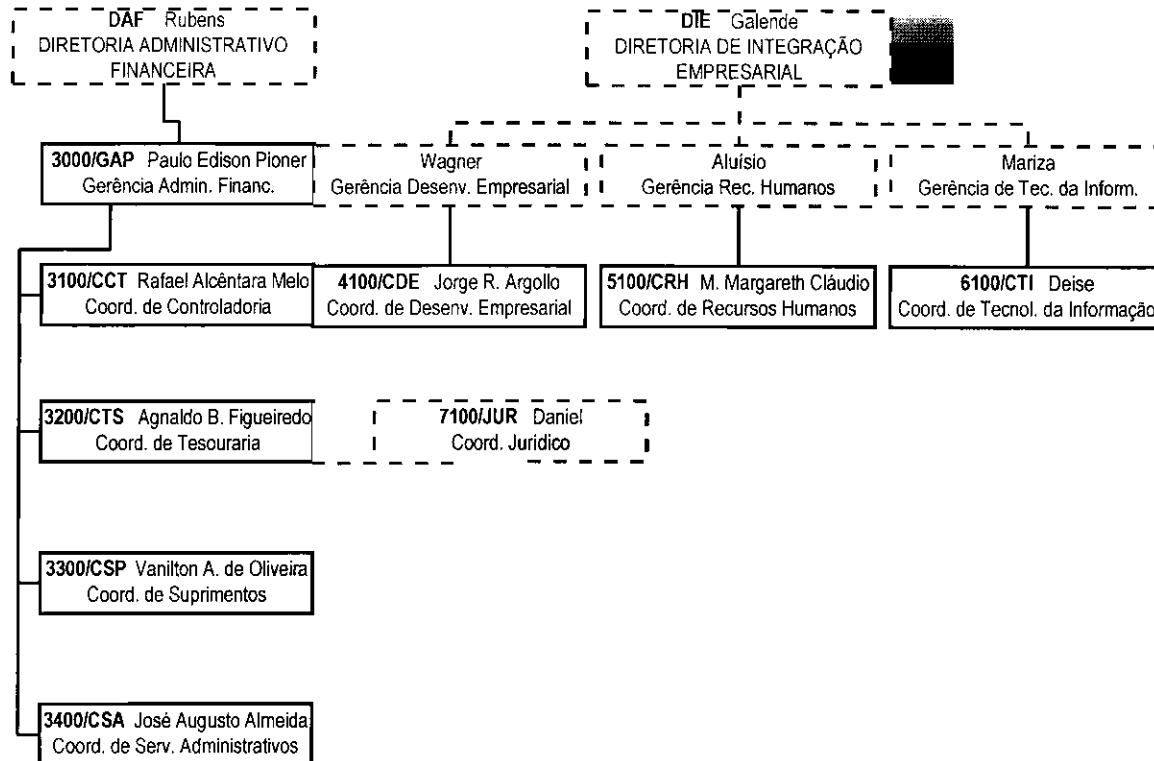 DAF Rubens
DIRETORIA ADMINISTRATIVO
FINANCEIRA
DIE Galende
DIRETORIA DE INTEGRAÇÃO
EMPRESARIAL
3000/GAP Paulo Edison Pioner
Gerência Admin. Financ.
Wagner
Gerência Desenv. Empresarial
Aluísio
Gerência Rec. Humanos
Mariza
Gerência de Tec. da Inform.
3100/CCT Rafael Alcêntara Melo
Coord. de Controladoria
4100/CDE Jorge R. Argollo
Coord. de Desenv. Empresarial
5100/CRH M. Margareth Cláudio
Coord. de Recursos Humanos
6100/CTI Deise
Coord. de Tecnol. da Informação
3200/CTS Agnaldo B. Figueiredo
Coord. de Tesouraria
7100/JUR Daniel
Coord. Jurídico
3300/CSP Vanilton A. de Oliveira
Coord. de Suprimentos
3400/CSA José Augusto Almeida
Coord. de Serv. Administrativos